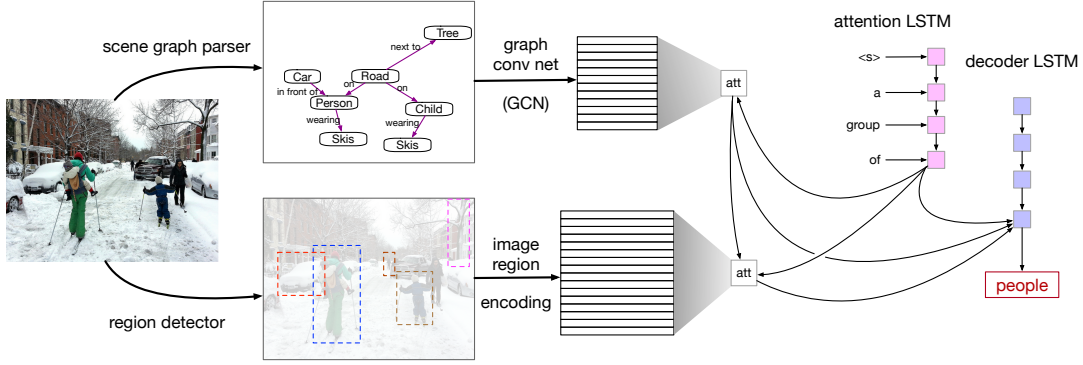 scene graph parser
Tree
next to
Car
Road
in front of
on
on
Person
Child
wearing
wearing
Skis
Skis
graph
conv net
(GCN)
att
attention LSTM
<s>
a
group
of
decoder LSTM
people
region detector
image
region
encoding
att